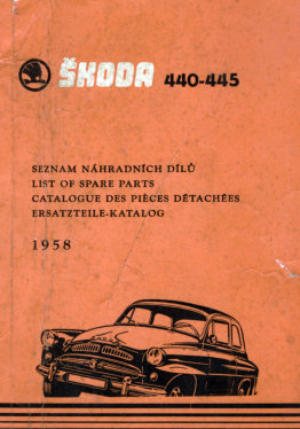 ŠKODA 440-445
SEZNAM NÁHRADNÍCH DÍLŮ
LIST OF SPARE PARTS
CATALOGUE DES PIÈCES DÉTACHÉES
ERSATZTEILE-KATALOG
1958